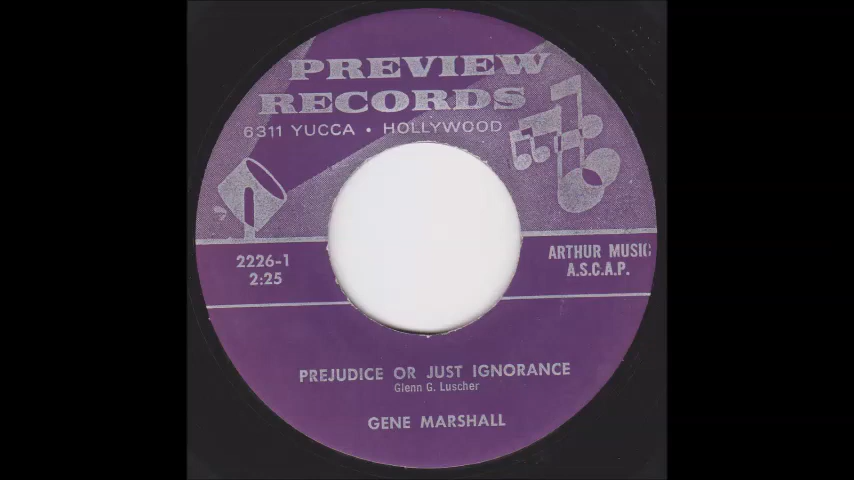 PREVIEW
RECORDS
6311 YUCCA • HOLLYWOOD
2226-1
2:25
ARTHUR MUSIC
A.S.C.A.P.
PREJUDICE OR JUST IGNORANCE
Glenn G. Luscher
GENE MARSHALL